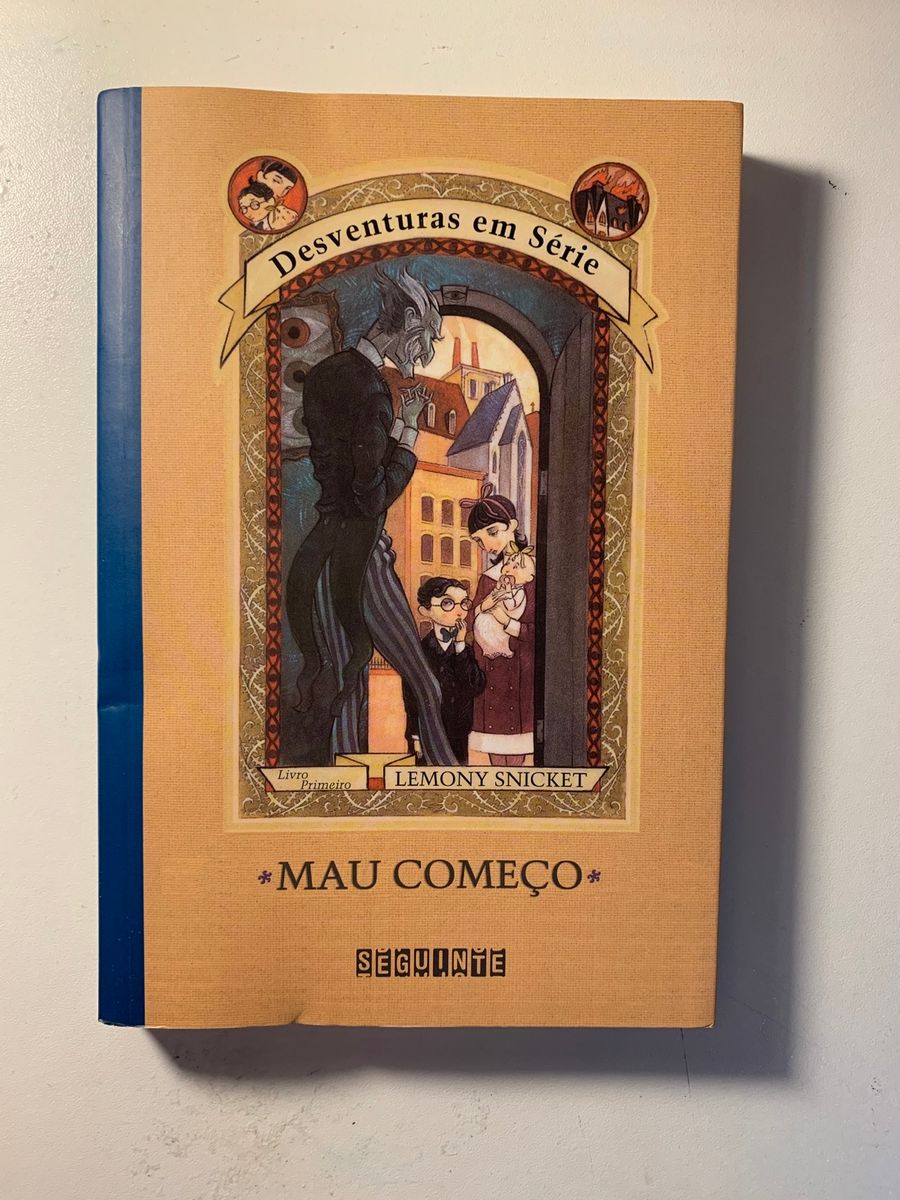 Desventuras em Série
Livro
Primeiro
LEMONY SNICKET
*MAU COMEÇO*
SEGUINTE